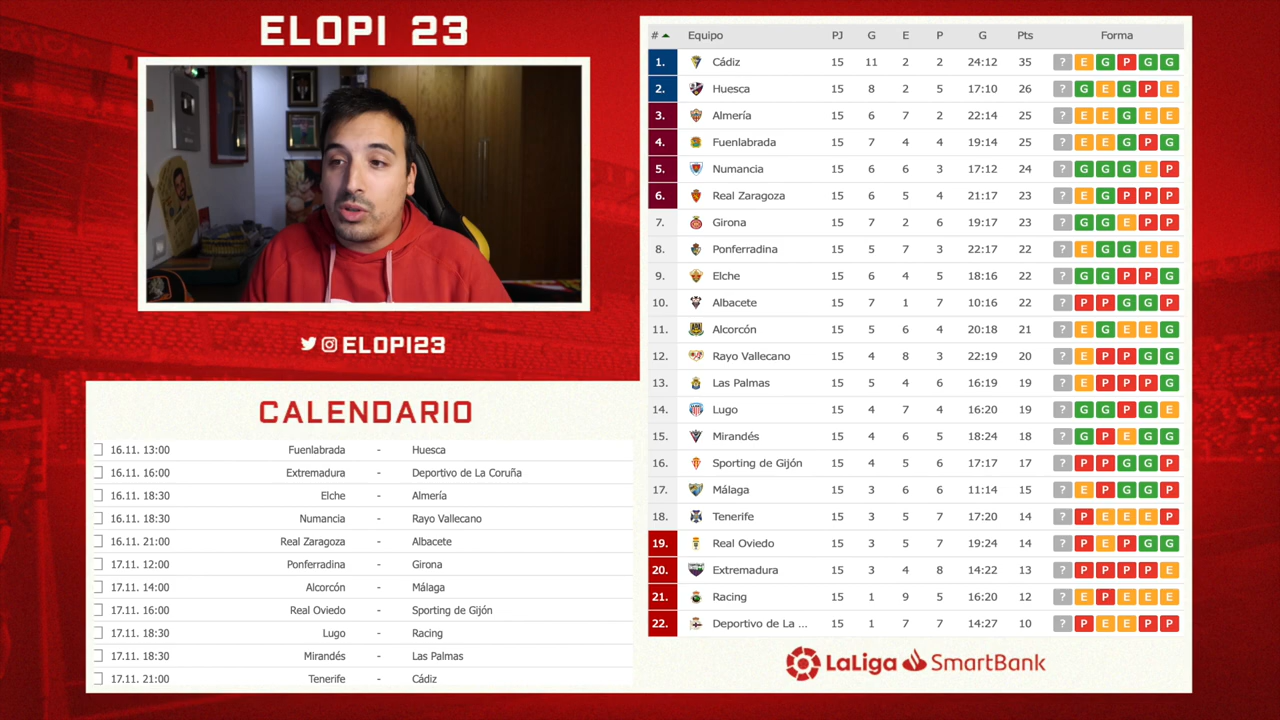 ELOPI 23
ELOPI23
CALENDARIO
16.11. 13:00 Fuenlabrada - Huesca
16.11. 16:00 Extremadura - Deportivo de La Coruña
16.11. 18:30 Elche - Almería
16.11. 18:30 Numancia - Rayo Vallecano
16.11. 21:00 Real Zaragoza - Albacete
17.11. 12:00 Ponferradina - Girona
17.11. 14:00 Alcorcón - Málaga
17.11. 16:00 Real Oviedo - Sporting de Gijón
17.11. 18:30 Lugo - Racing
17.11. 18:30 Mirandés - Las Palmas
17.11. 21:00 Tenerife - Cádiz
# Equipo PJ G E P G Pts Forma
1. Cádiz 15 11 2 2 24:12 35 ? E G P G G
2. Huesca 15 8 2 5 17:10 26 ? G E G P E
3. Almería 15 6 7 2 22:14 25 ? E E G E E
4. Fuenlabrada 15 7 4 4 19:14 25 ? E E G P G
5. Numancia 15 6 6 3 17:12 24 ? G G G E P
6. Real Zaragoza 15 6 5 4 21:17 23 ? E G P P P
7. Girona 15 7 2 6 19:17 23 ? G G E P P
8. Ponferradina 15 5 7 3 22:17 22 ? E G G E E
9. Elche 15 6 4 5 18:16 22 ? G G P P G
10. Albacete 15 7 1 7 10:16 22 ? P P G G P
11. Alcorcón 15 5 6 4 20:18 21 ? E G E E G
12. Rayo Vallecano 15 4 8 3 22:19 20 ? E P P G G
13. Las Palmas 15 5 4 6 16:19 19 ? E P P P G
14. Lugo 15 4 7 4 16:20 19 ? G G P G E
15. Mirandés 15 4 6 5 18:24 18 ? G P E G G
16. Sporting de Gijón 15 4 5 6 17:17 17 ? P P G G P
17. Málaga 15 3 6 6 11:14 15 ? E P G G P
18. Tenerife 15 3 5 7 17:20 14 ? P E E E P
19. Real Oviedo 15 3 5 7 19:24 14 ? P E P G G
20. Extremadura 15 3 4 8 14:22 13 ? P P P P E
21. Racing 15 1 9 5 16:20 12 ? E P E E E
22. Deportivo de La ... 15 1 7 7 14:27 10 ? P E E P P
LaLiga SmartBank